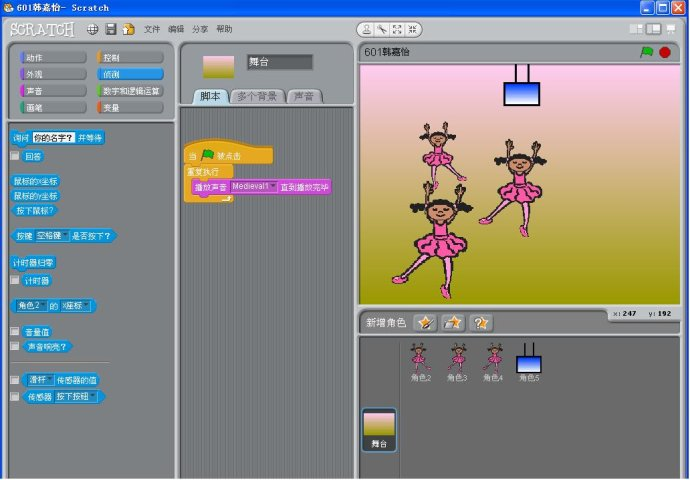 601韩嘉怡- Scratch
SCRATCH 文件 编辑 分享 帮助
动作 控制
外观 侦测
声音 数字和逻辑运算
画笔 变量
询问 你的名字？ 并等待
回答
鼠标的x坐标
鼠标的y坐标
按下鼠标?
按键 空格键 是否按下？
计时器归零
计时器
角色2 的 x座标
音量值
声音响亮？
滑杆 传感器的值
传感器 按下按钮
舞台
脚本 多个背景 声音
当 被点击
重复执行
播放声音 Medieval1 直到播放完毕
601韩嘉怡
x: 247 y: 192
新增角色
角色2 角色3 角色4 角色5
舞台